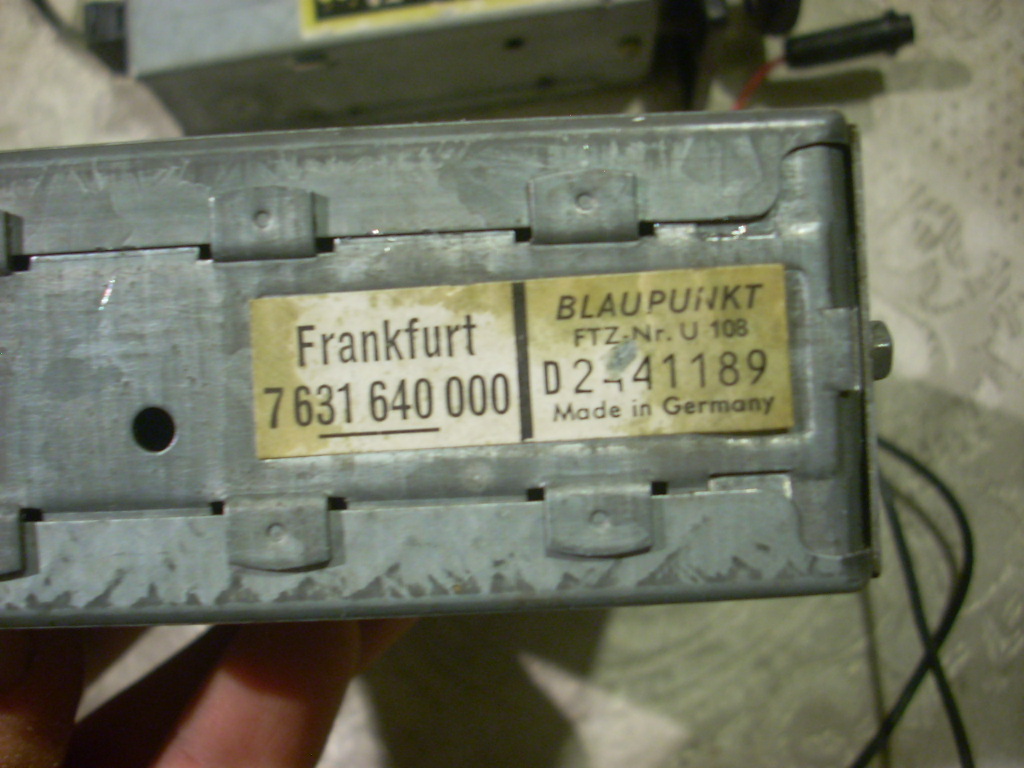 Frankfurt
7 631 640 000
BLAUPUNKT
FTZ-Nr. U 108
Made in Germany